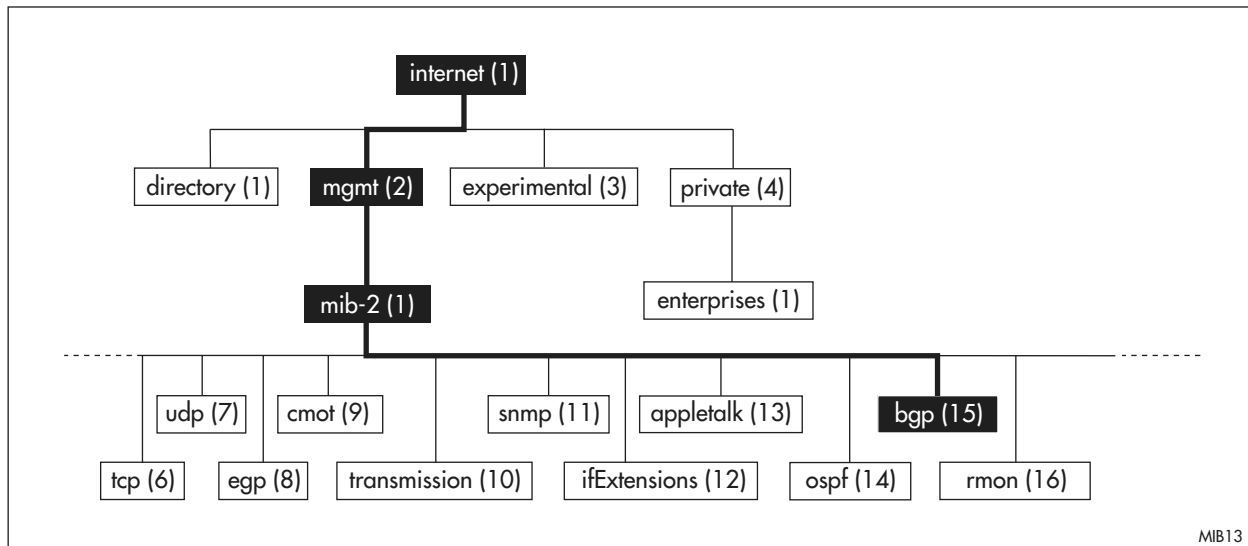 internet (1)
directory (1)
mgmt (2)
experimental (3)
private (4)
mib-2 (1)
enterprises (1)
udp (7)
cmot (9)
snmp (11)
appletalk (13)
bgp (15)
tcp (6)
egp (8)
transmission (10)
ifExtensions (12)
ospf (14)
rmon (16)
MIB13